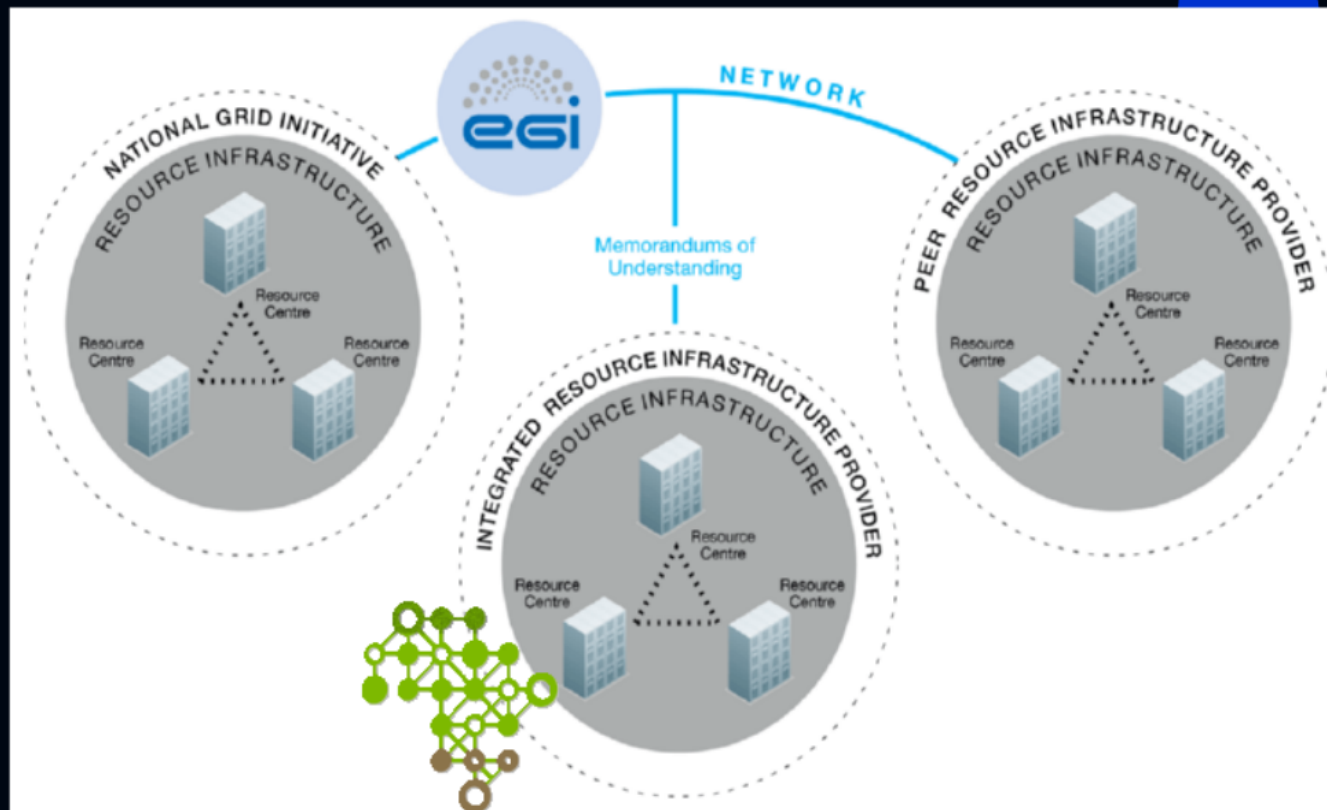 egi
NETWORK
NATIONAL GRID INITIATIVE
RESOURCE INFRASTRUCTURE
Resource
Centre
Resource
Centre
Resource
Centre
Memorandums of
Understanding
PEER RESOURCE INFRASTRUCTURE PROVIDER
RESOURCE INFRASTRUCTURE
Resource
Centre
Resource
Centre
Resource
Centre
INTEGRATED RESOURCE INFRASTRUCTURE PROVIDER
RESOURCE INFRASTRUCTURE
Resource
Centre
Resource
Centre
Resource
Centre